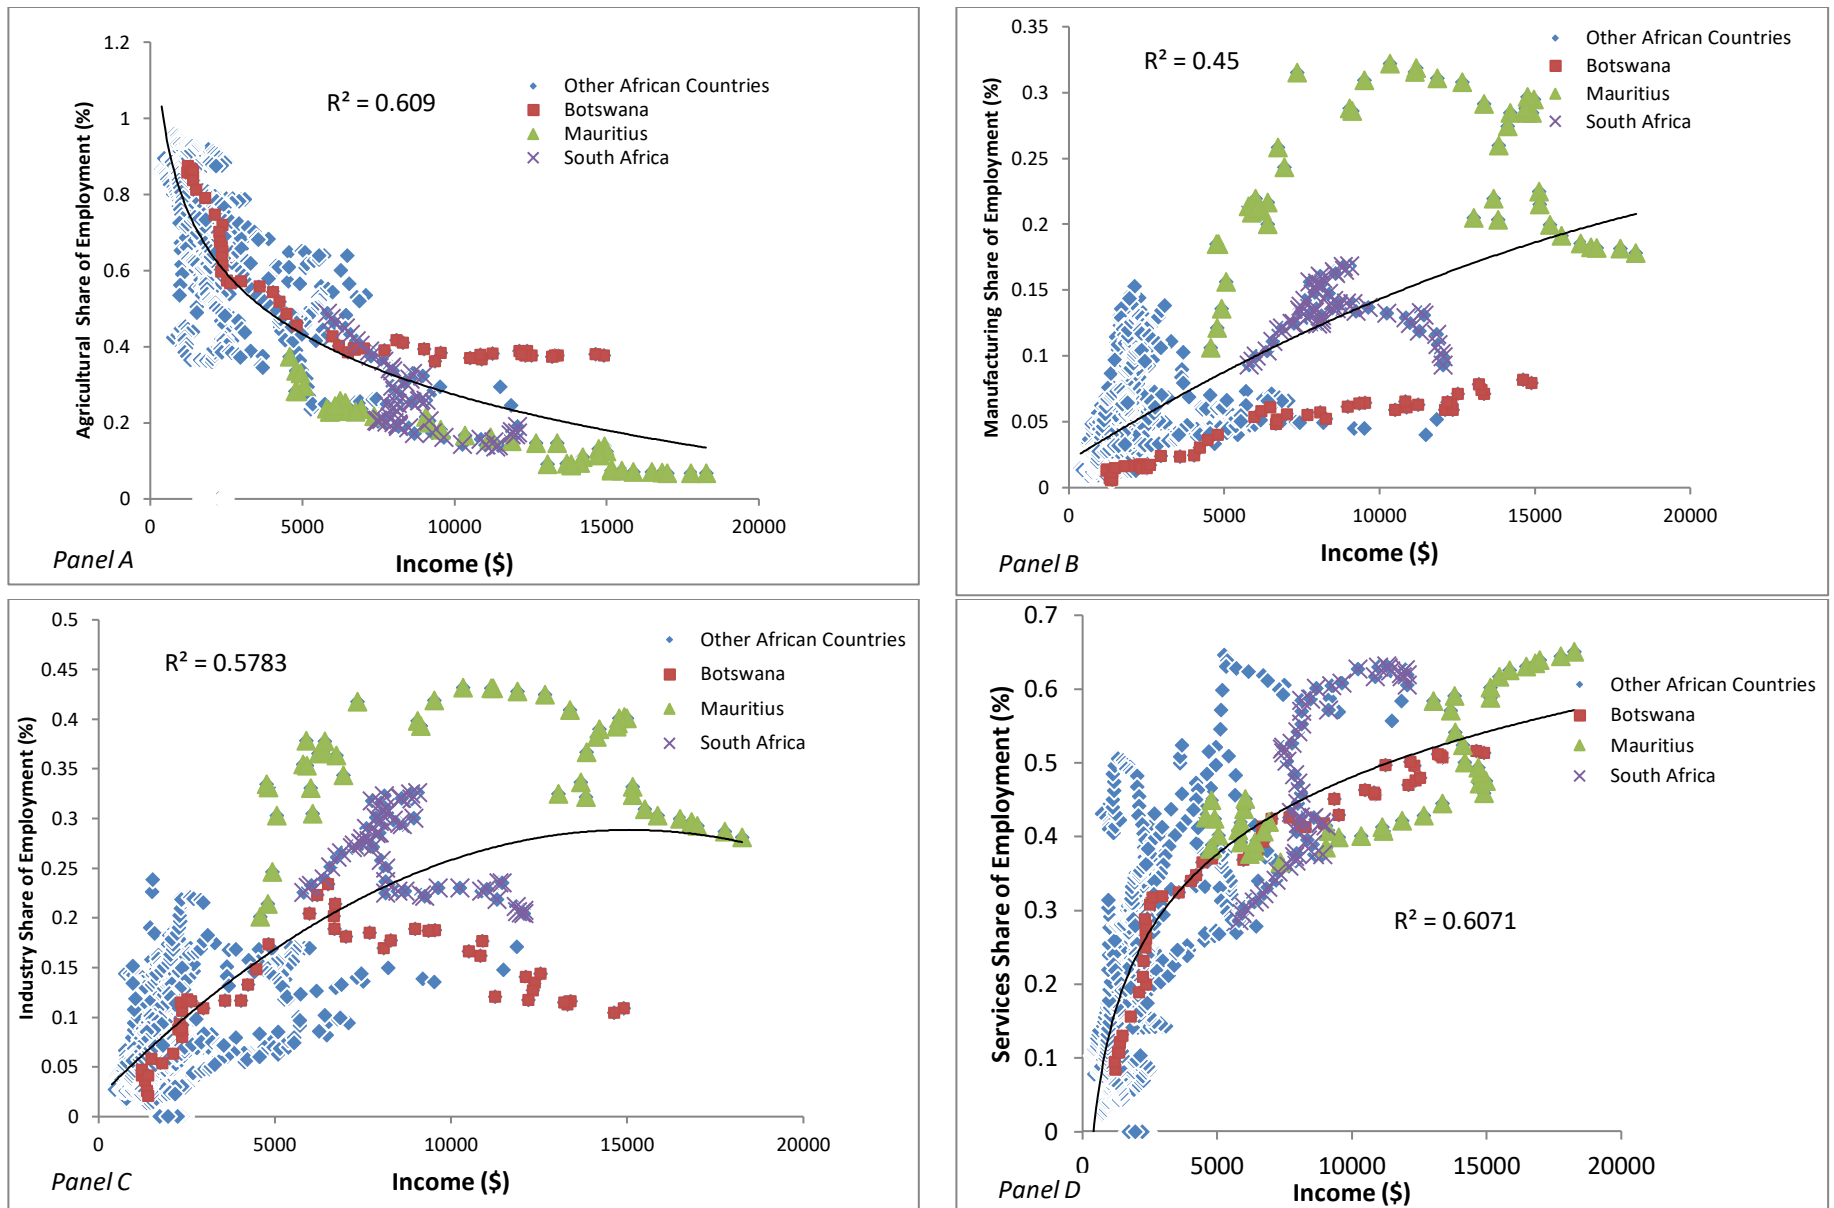 1.2
1
0.8
0.6
0.4
0.2
0
0
5000
10000
15000
20000
Agricultural Share of Employment (%)
Income ($)
R² = 0.609
Other African Countries
Botswana
Mauritius
South Africa
Panel A
0.35
0.3
0.25
0.2
0.15
0.1
0.05
0
0
5000
10000
15000
20000
Manufacturing Share of Employment (%)
Income ($)
R² = 0.45
Other African Countries
Botswana
Mauritius
South Africa
Panel B
0.5
0.45
0.4
0.35
0.3
0.25
0.2
0.15
0.1
0.05
0
0
5000
10000
15000
20000
Industry Share of Employment (%)
Income ($)
R² = 0.5783
Other African Countries
Botswana
Mauritius
South Africa
Panel C
0.7
0.6
0.5
0.4
0.3
0.2
0.1
0
0
5000
10000
15000
20000
Services Share of Employment (%)
Income ($)
R² = 0.6071
Other African Countries
Botswana
Mauritius
South Africa
Panel D